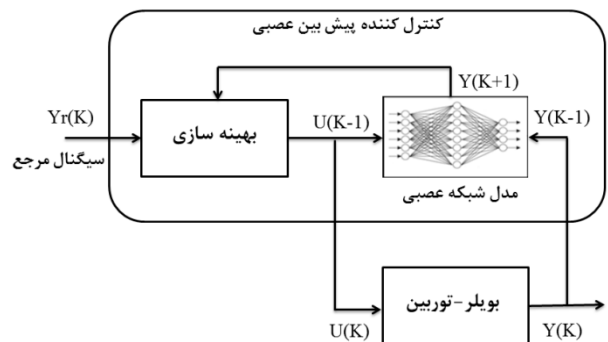 کنترل کننده پیش بین عصبی
Y(K+1)
Yr(K)
بهینه سازی
U(K-1)
Y(K-1)
سیگنال مرجع
مدل شبکه عصبی
بویلر-توربین
U(K)
Y(K)